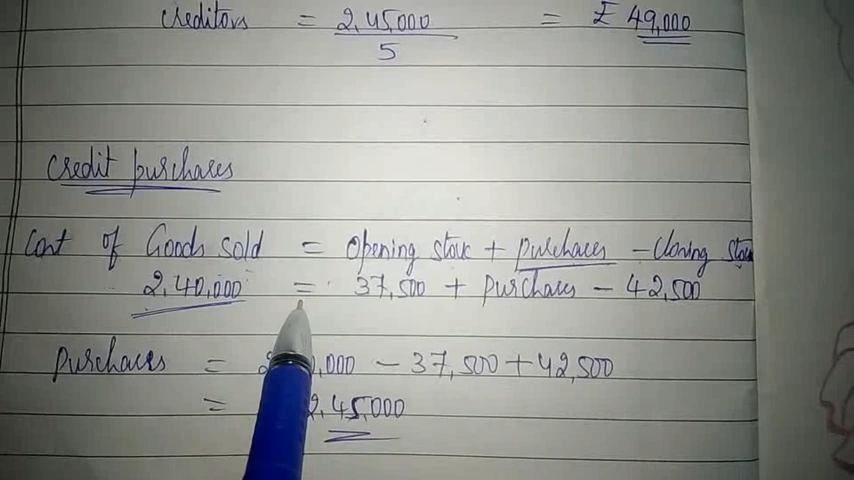 Creditors = 2,45,000 / 5 = ₹ 49,000
Credit purchases
Cost of Goods sold = Opening stock + purchases - Closing stock
2,40,000 = 37,500 + purchases - 42,500
Purchases = ,000 - 37,500 + 42,500
= 2,45,000